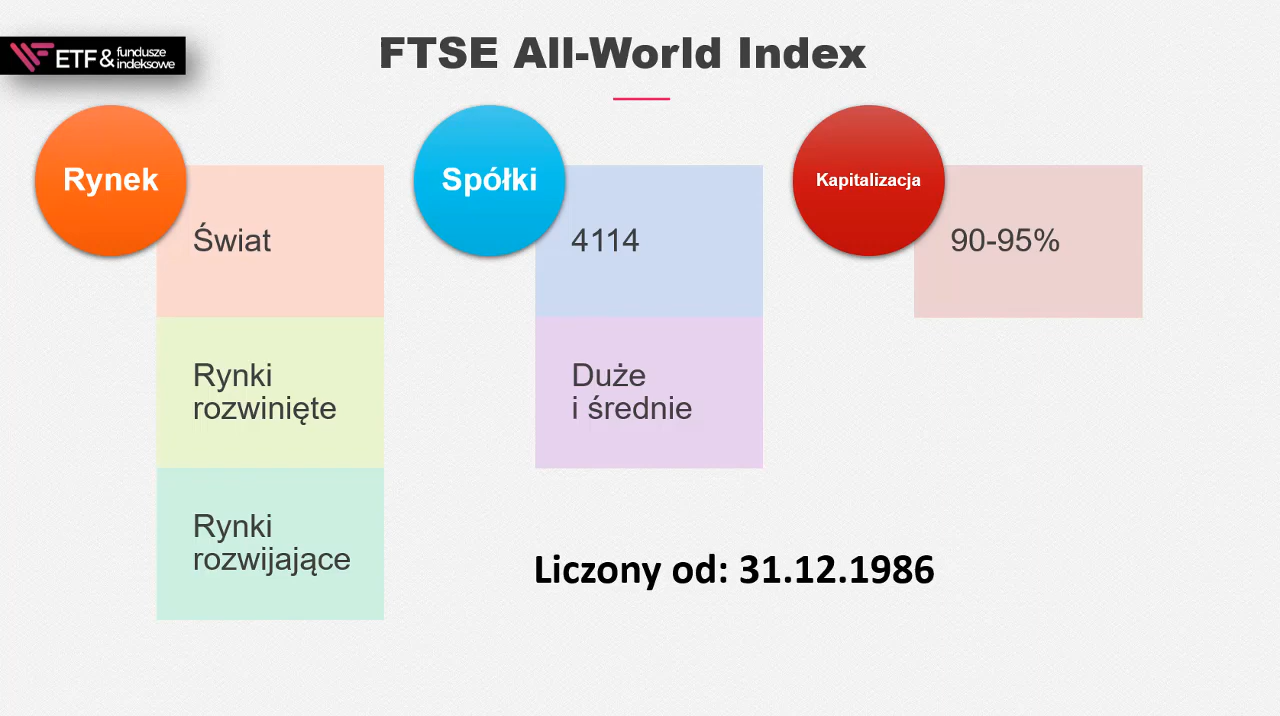 ETF& fundusze
indeksowe
FTSE All-World Index
Rynek
Świat
Rynki
rozwinięte
Rynki
rozwijające
Spółki
4114
Duże
i średnie
Kapitalizacja
90-95%
Liczony od: 31.12.1986